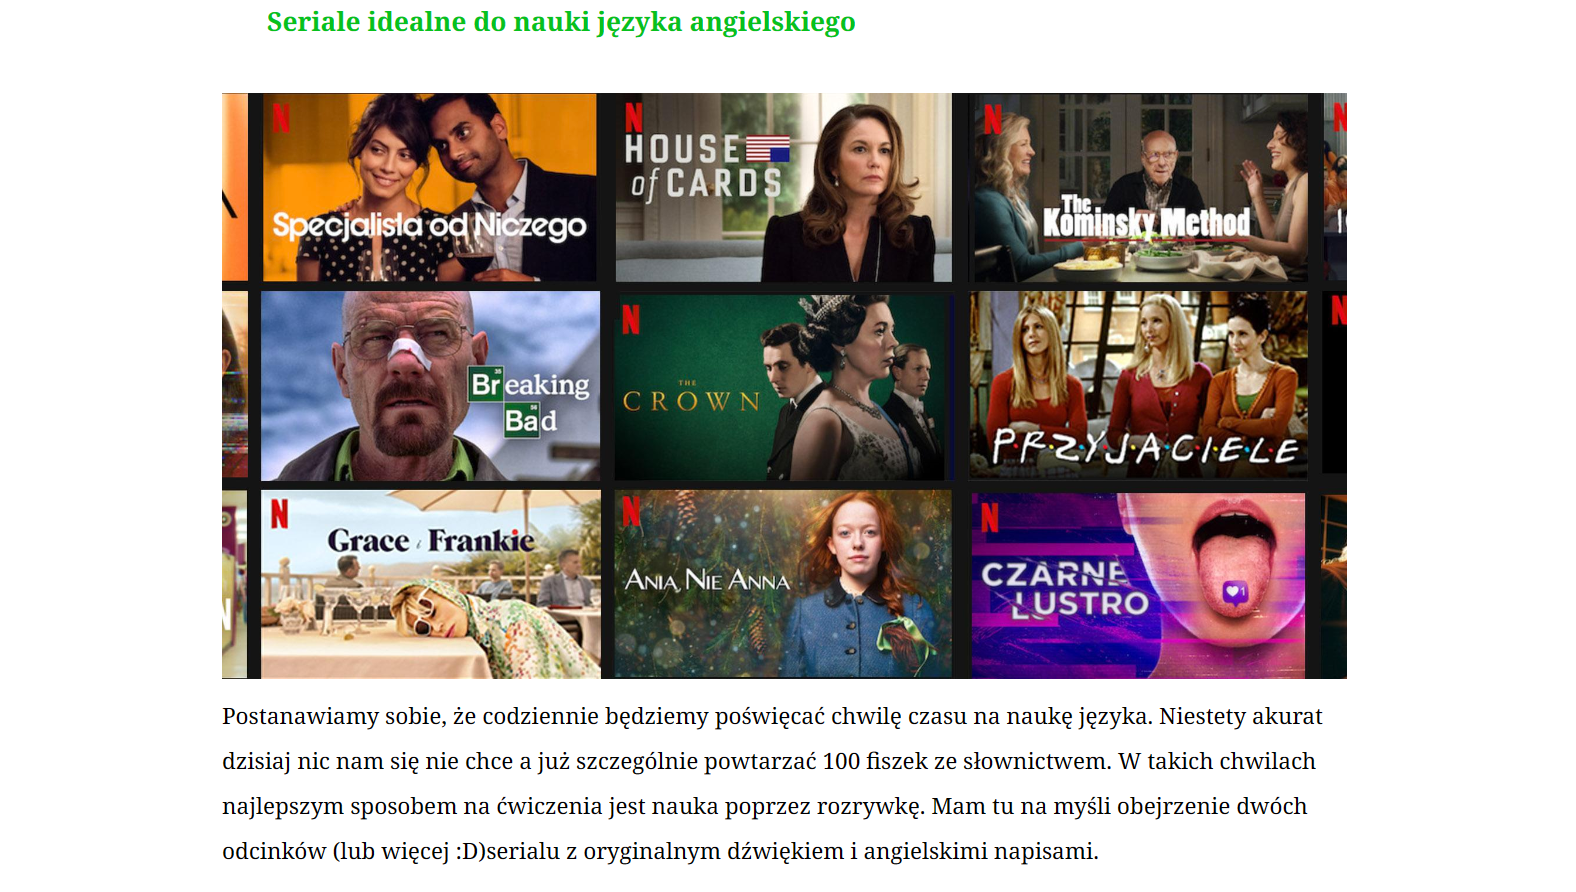 Seriale idealne do nauki języka angielskiego
N
Specjalista od Niczego
N
HOUSE
of CARDS
N
The
Kominsky Method
N
35
Breaking
56
Bad
N
THE
CROWN
PRZYJACIELE
N
N
Grace i Frankie
N
ANIA, NIE ANNA
N
CZARNE
LUSTRO
1
Postanawiamy sobie, że codziennie będziemy poświęcać chwilę czasu na naukę języka. Niestety akurat
dzisiaj nic nam się nie chce a już szczególnie powtarzać 100 fiszek ze słownictwem. W takich chwilach
najlepszym sposobem na ćwiczenia jest nauka poprzez rozrywkę. Mam tu na myśli obejrzenie dwóch
odcinków (lub więcej :D)serialu z oryginalnym dźwiękiem i angielskimi napisami.